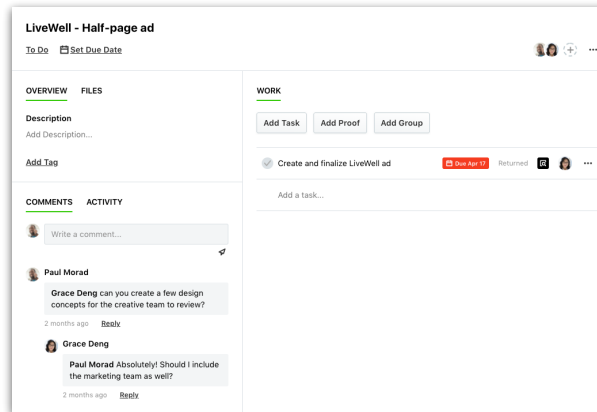 LiveWell - Half-page ad
To Do Set Due Date
OVERVIEW FILES
Description
Add Description...
Add Tag
COMMENTS ACTIVITY
Write a comment...
Paul Morad
Grace Deng can you create a few design
concepts for the creative team to review?
2 months ago Reply
Grace Deng
Paul Morad Absolutely! Should I include
the marketing team as well?
2 months ago Reply
WORK
Add Task Add Proof Add Group
Create and finalize LiveWell ad Due Apr 17 Returned
Add a task...